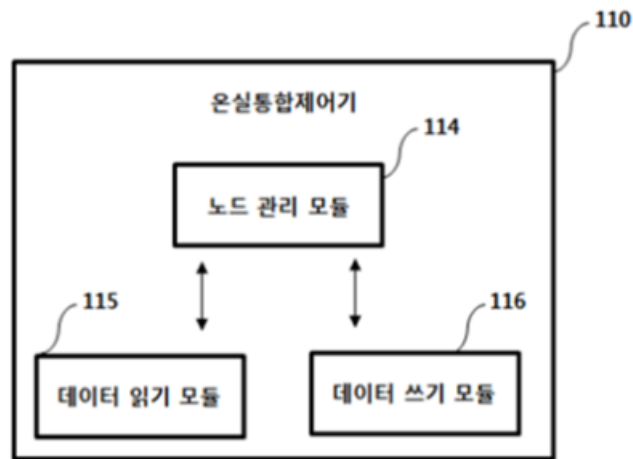 110
온실통합제어기
114
노드 관리 모듈
115
116
데이터 읽기 모듈
데이터 쓰기 모듈